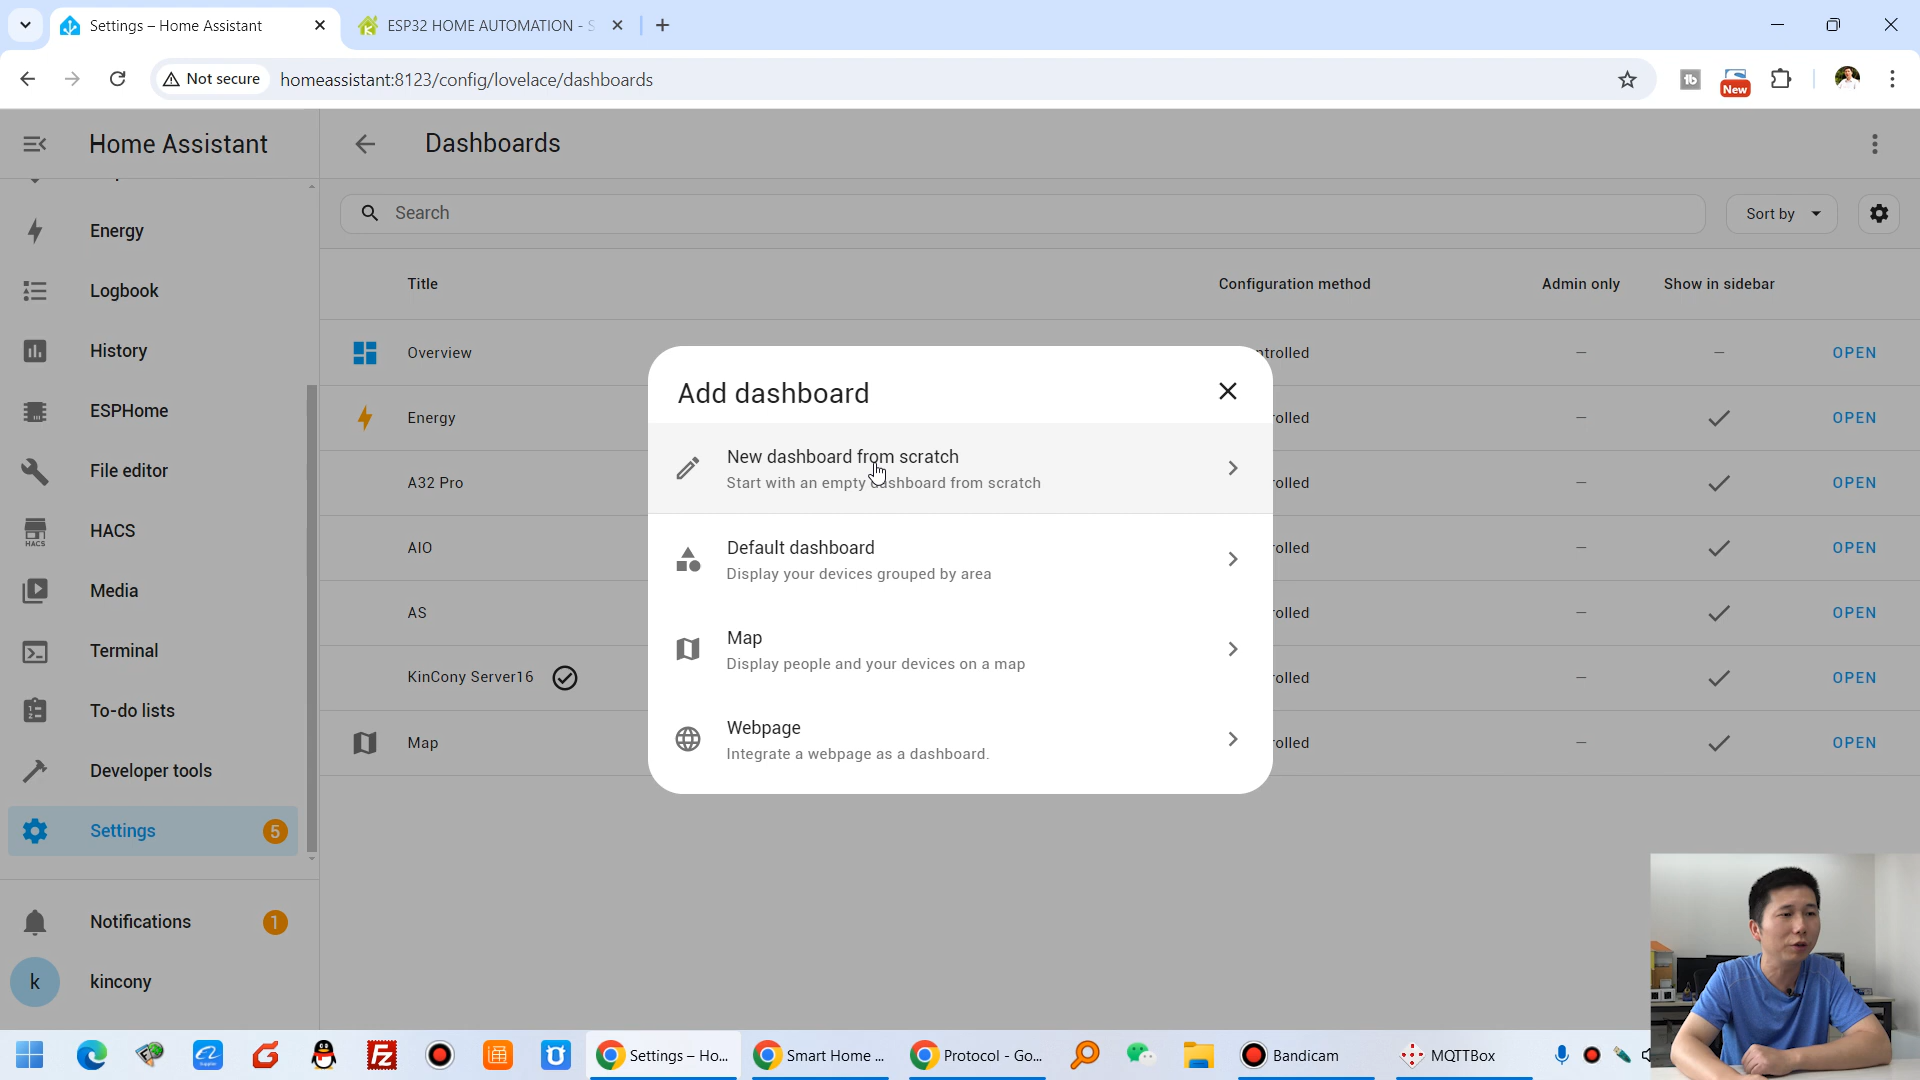 Settings – Home Assistant
ESP32 HOME AUTOMATION - S
Not secure
homeassistant:8123/config/lovelace/dashboards
New
Home Assistant
Dashboards
Search
Sort by
Energy
Logbook
History
ESPHome
File editor
HACS
HACS
Media
Terminal
To-do lists
Developer tools
Settings
5
Notifications
1
k
kincony
Title
Configuration method
Admin only
Show in sidebar
Overview
ntrolled
–
–
OPEN
Energy
olled
–
OPEN
A32 Pro
olled
–
OPEN
AIO
olled
–
OPEN
AS
olled
–
OPEN
KinCony Server16
olled
–
OPEN
Map
olled
–
OPEN
Add dashboard
New dashboard from scratch
Start with an empty dashboard from scratch
Default dashboard
Display your devices grouped by area
Map
Display people and your devices on a map
Webpage
Integrate a webpage as a dashboard.
Settings – Ho...
Smart Home ...
Protocol - Go...
Bandicam
MQTTBox